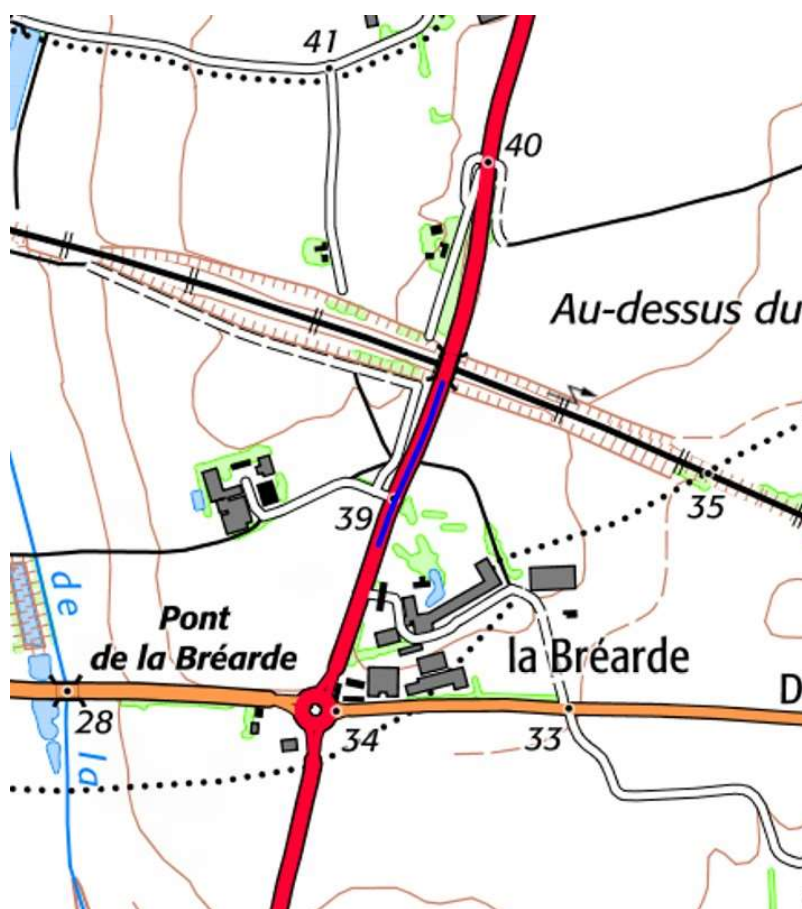 41
40
Au-dessus du
35
39
de
Pont
de la Bréarde
la Bréarde
D
28
34
33
la